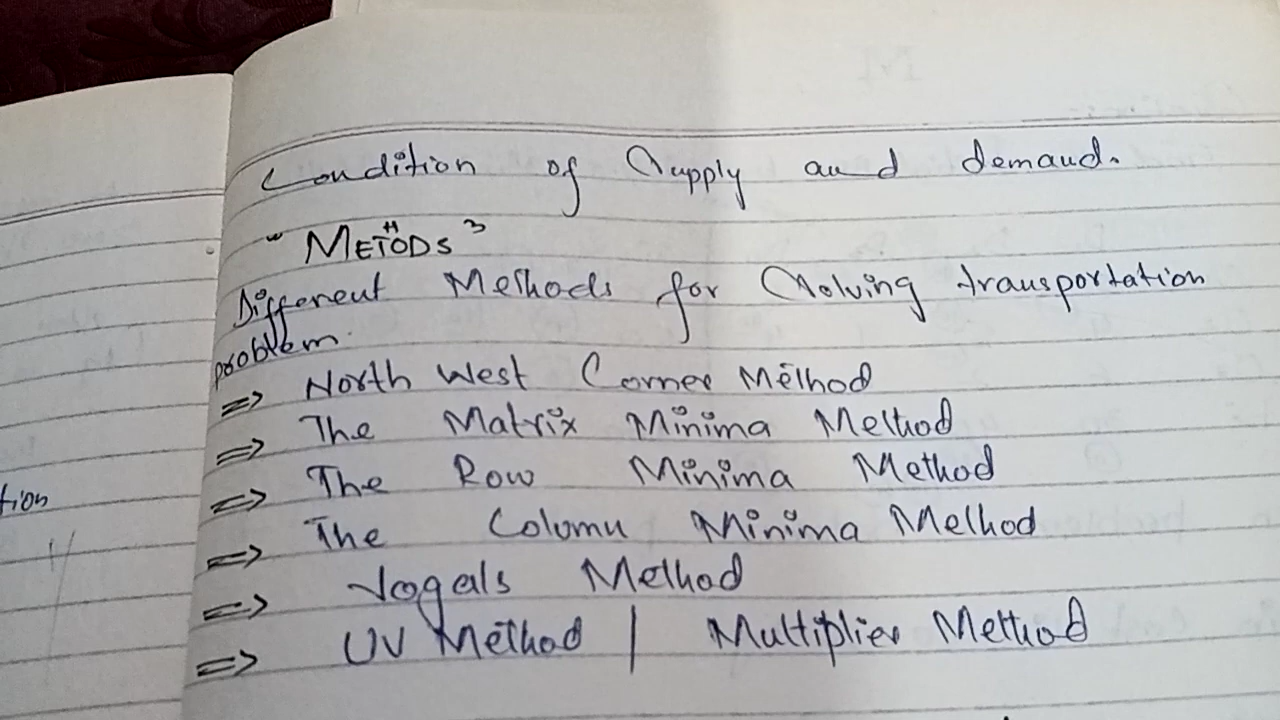 Condition of Supply and demand.
"METHODS"
Different Methods for Solving transportation
problem.
⇒ North West Corner Method
⇒ The Matrix Minima Method
⇒ The Row Minima Method
tion
⇒ The Column Minima Method
⇒ Vogels Method
⇒ UV Method | Multiplier Method